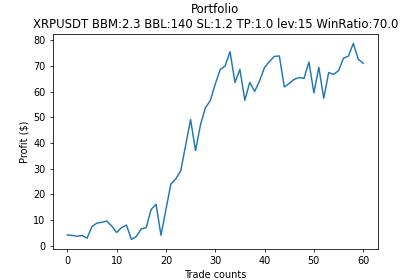 Portfolio
XRPUSDT BBM:2.3 BBL:140 SL:1.2 TP:1.0 lev:15 WinRatio:70.0
80
70
60
50
40
30
20
10
0
Profit ($)
0 10 20 30 40 50 60
Trade counts